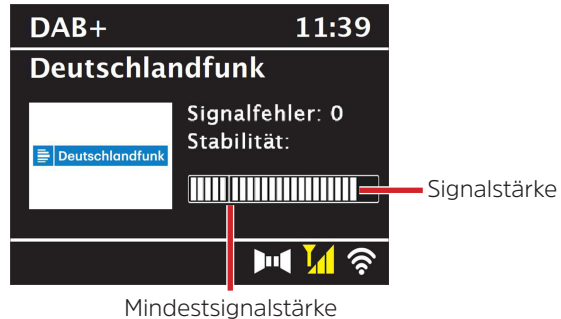 DAB+ 11:39
Deutschlandfunk
Signalfehler: 0
Stabilität:
Deutschlandfunk
Signalstärke
Mindestsignalstärke